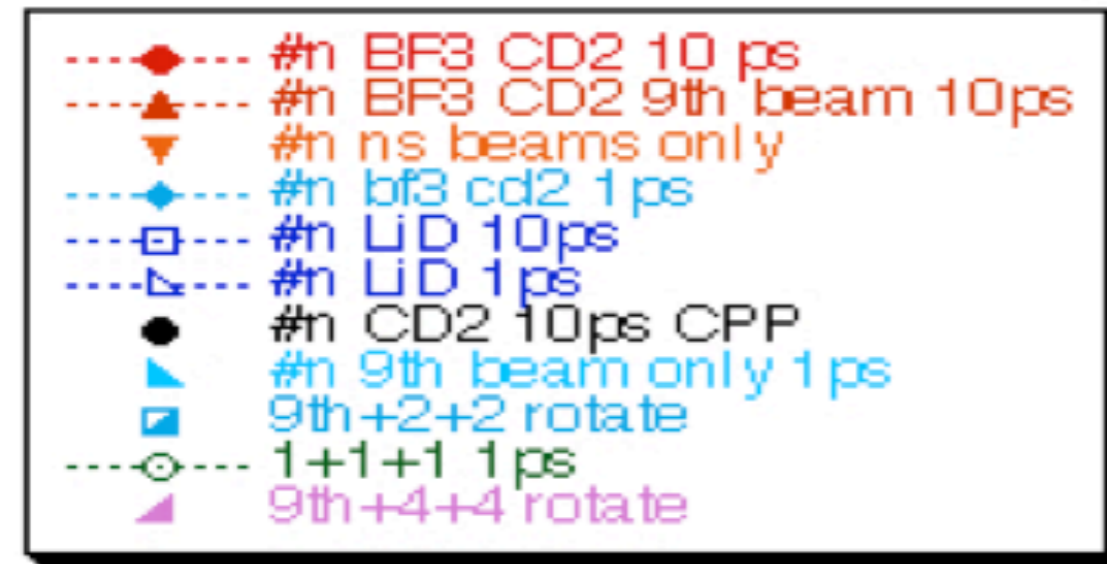 #n BF3 CD2 10 ps
#n BF3 CD2 9th beam 10ps
#n ns beams only
#n bf3 cd2 1ps
#n LiD 10ps
#n LiD 1ps
#n CD2 10ps CPP
#n 9th beam only 1ps
9th+2+2 rotate
1+1+1 1ps
9th+4+4 rotate